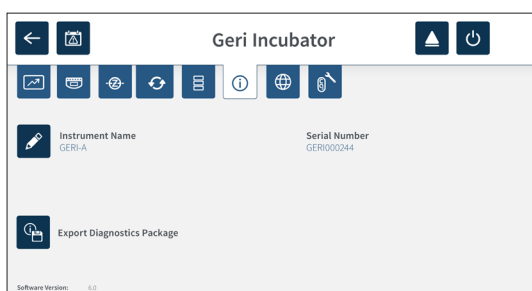 Geri Incubator
Instrument Name
GERI-A
Serial Number
GERI000244
Export Diagnostics Package
Software Version: 6.0